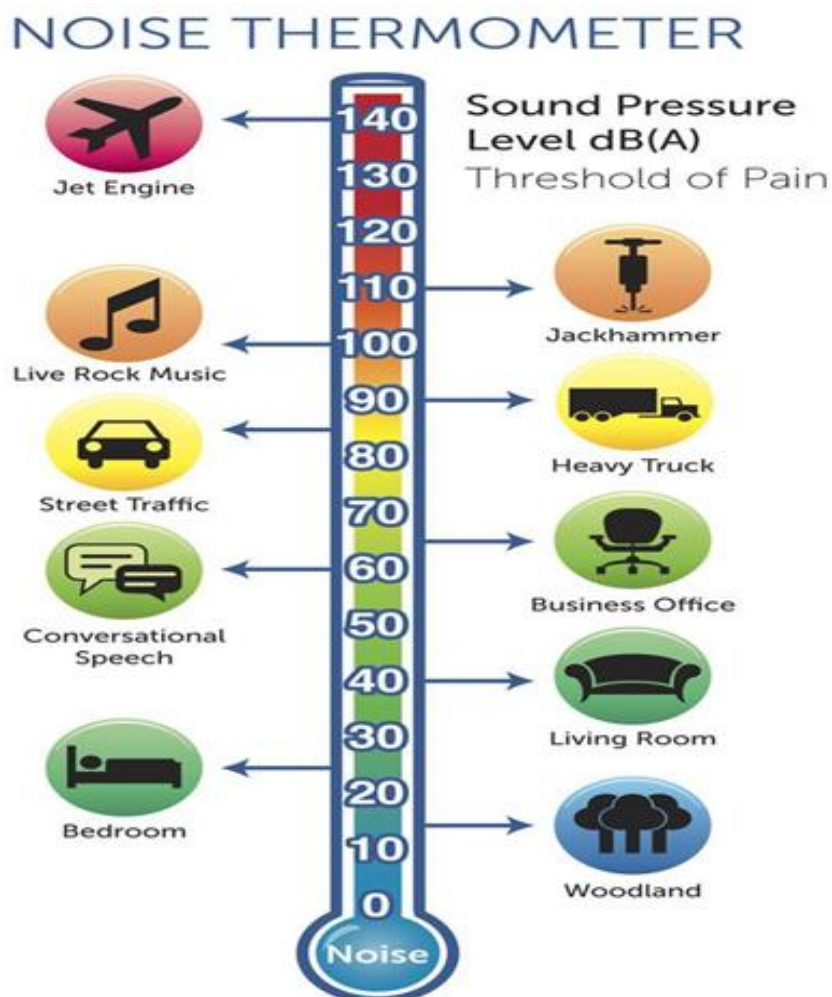 NOISE THERMOMETER
Sound Pressure
Level dB(A)
Threshold of Pain
Jet Engine
Live Rock Music
Street Traffic
Conversational
Speech
Bedroom
140
130
120
110
100
90
80
70
60
50
40
30
20
10
0
Noise
Jackhammer
Heavy Truck
Business Office
Living Room
Woodland